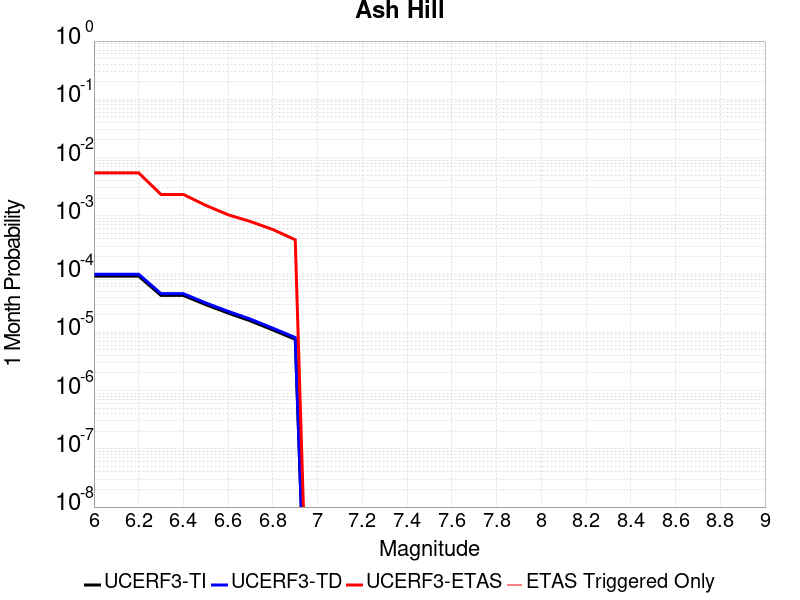 Ash Hill
10^0
10^-1
10^-2
10^-3
10^-4
10^-5
10^-6
10^-7
10^-8
1 Month Probability
6 6.2 6.4 6.6 6.8 7 7.2 7.4 7.6 7.8 8 8.2 8.4 8.6 8.8 9
Magnitude
UCERF3-TI UCERF3-TD UCERF3-ETAS ETAS Triggered Only